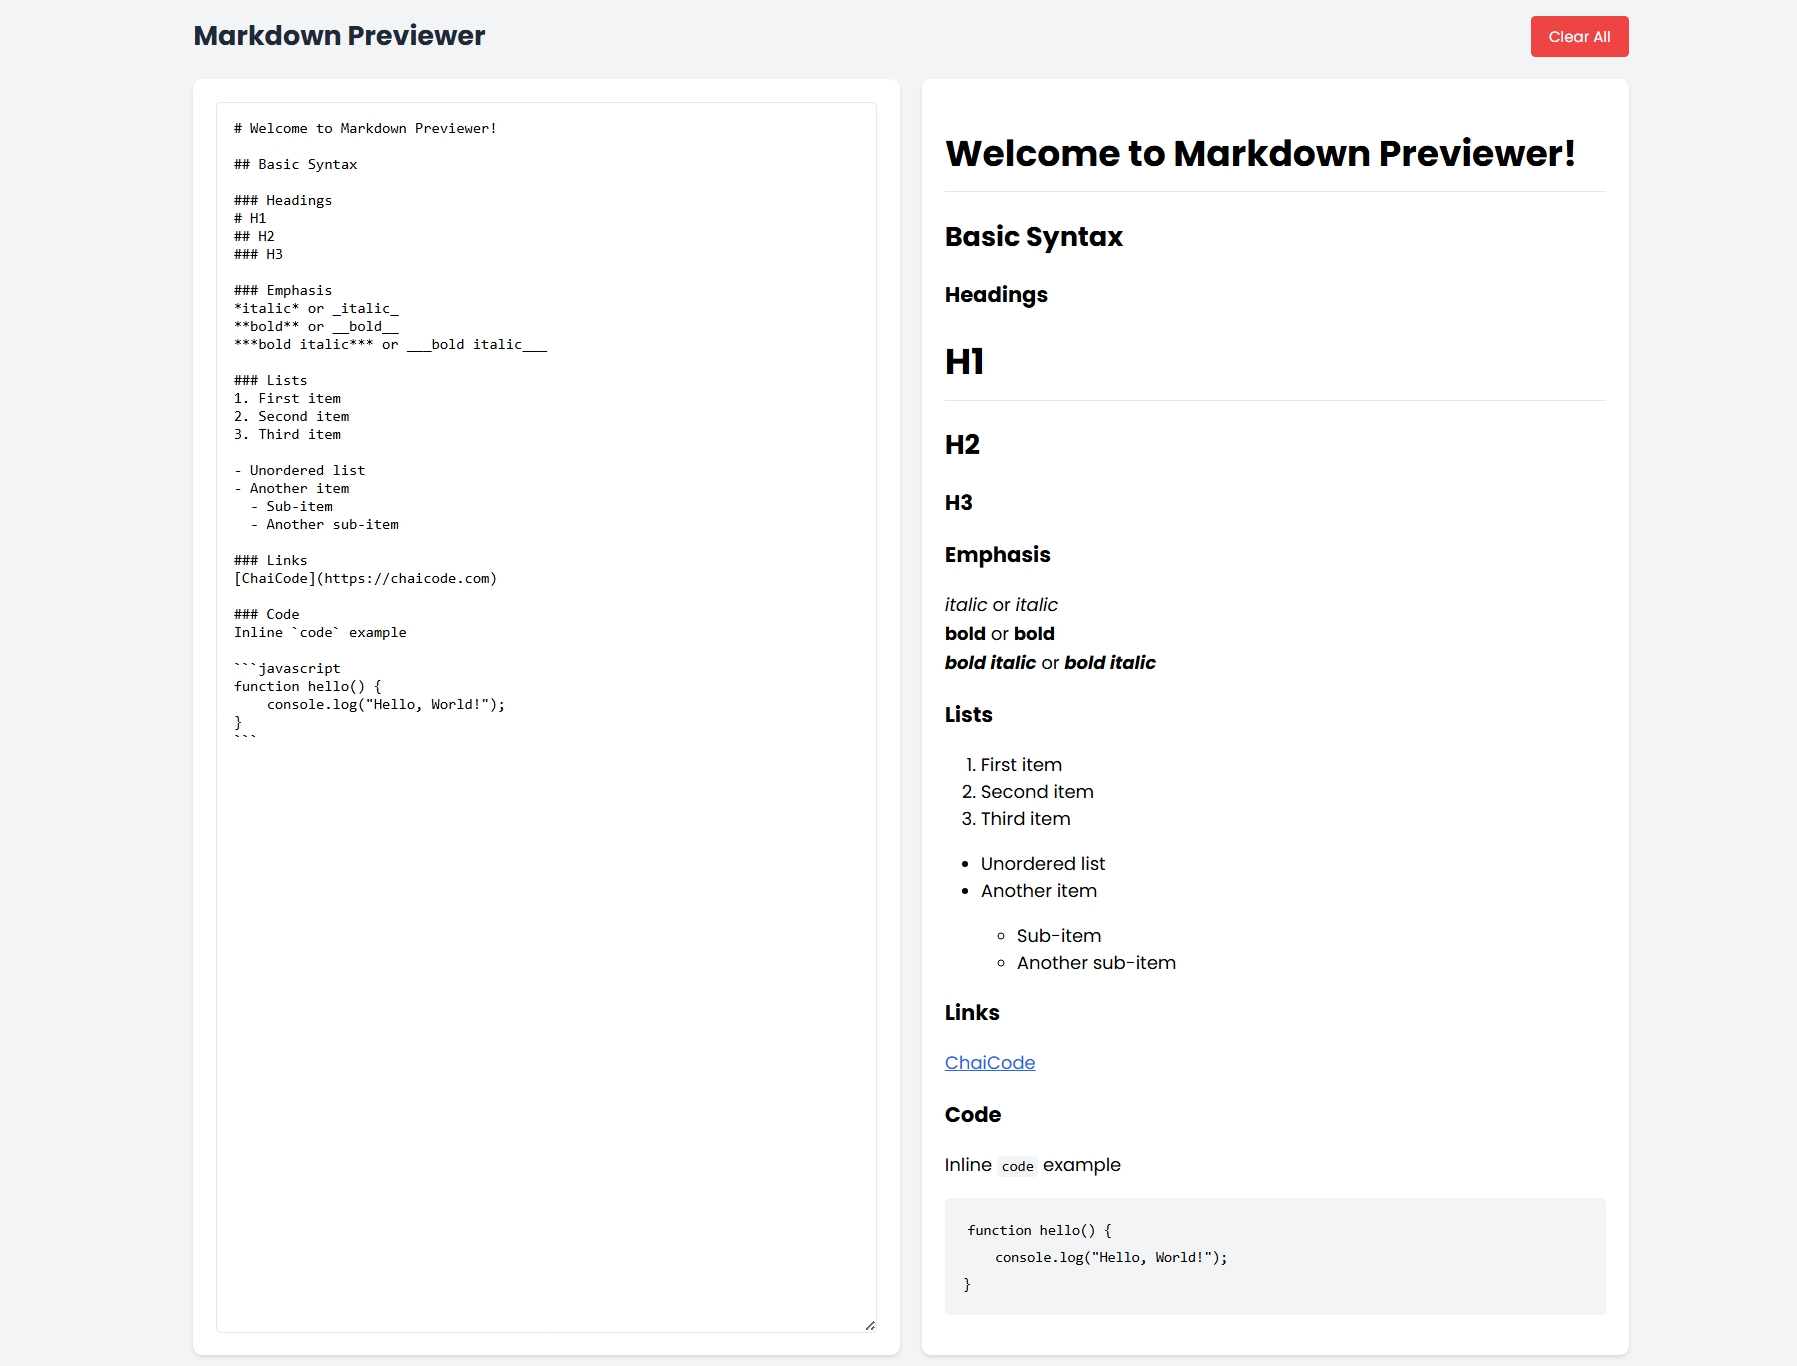 Markdown Previewer
Clear All
# Welcome to Markdown Previewer!
## Basic Syntax
### Headings
# H1
## H2
### H3
### Emphasis
*italic* or _italic_
**bold** or __bold__
***bold italic*** or ___bold italic___
### Lists
1. First item
2. Second item
3. Third item
- Unordered list
- Another item
  - Sub-item
  - Another sub-item
### Links
[ChaiCode](https://chaicode.com)
### Code
Inline `code` example
```javascript
function hello() {
    console.log("Hello, World!");
}
```
Welcome to Markdown Previewer!
Basic Syntax
Headings
H1
H2
H3
Emphasis
italic or italic
bold or bold
bold italic or bold italic
Lists
1. First item
2. Second item
3. Third item
• Unordered list
• Another item
◦ Sub-item
◦ Another sub-item
Links
ChaiCode
Code
Inline code example
function hello() {
    console.log("Hello, World!");
}